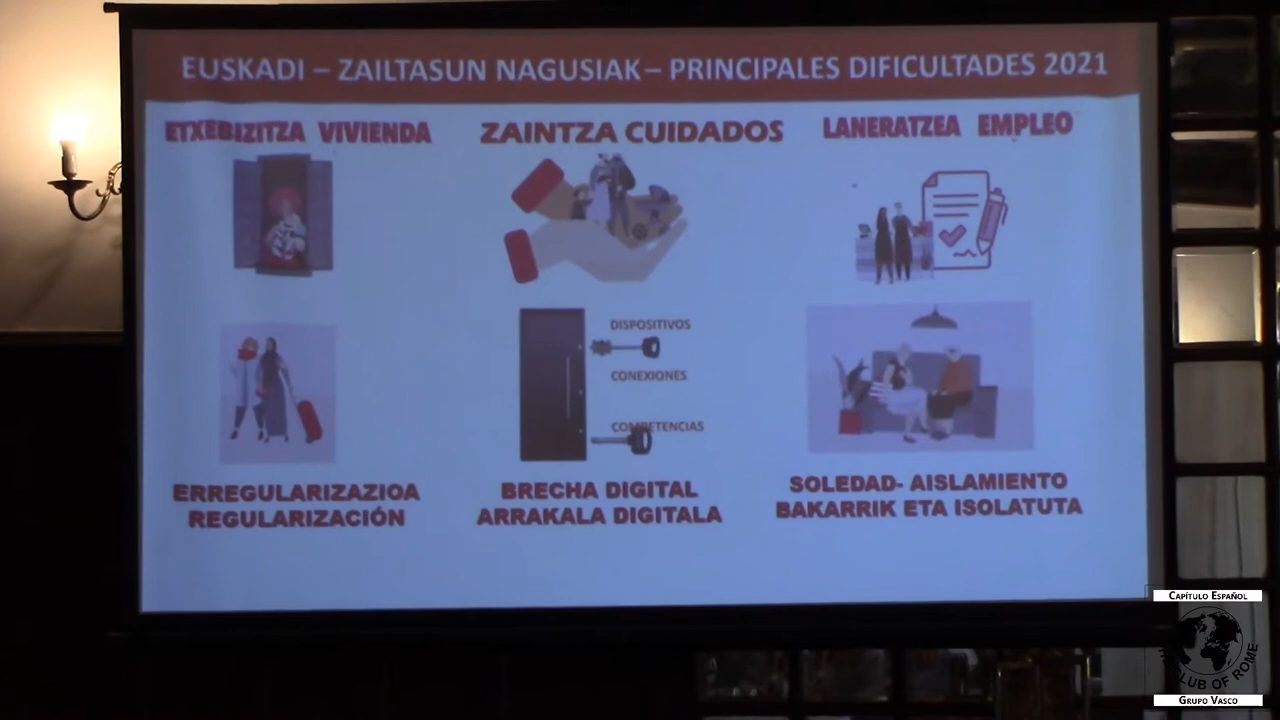 EUSKADI – ZAILTASUN NAGUSIAK – PRINCIPALES DIFICULTADES 2021
ETXEBIZITZA VIVIENDA
ZAINTZA CUIDADOS
LANERATZEA EMPLEO
DISPOSITIVOS
CONEXIONES
COMPETENCIAS
ERREGULARIZAZIOA
REGULARIZACIÓN
BRECHA DIGITAL
ARRAKALA DIGITALA
SOLEDAD- AISLAMIENTO
BAKARRIK ETA ISOLATUTA
CAPÍTULO ESPAÑOL
CLUB OF ROME
GRUPO VASCO